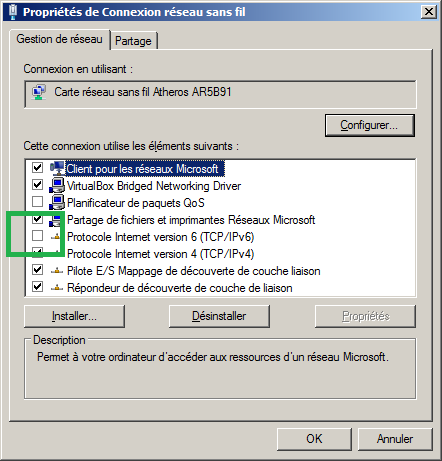 Propriétés de Connexion réseau sans fil
Gestion de réseau
Partage
Connexion en utilisant :
Carte réseau sans fil Atheros AR5B91
Configurer...
Cette connexion utilise les éléments suivants :
Client pour les réseaux Microsoft
VirtualBox Bridged Networking Driver
Planificateur de paquets QoS
Partage de fichiers et imprimantes Réseaux Microsoft
Protocole Internet version 6 (TCP/IPv6)
Protocole Internet version 4 (TCP/IPv4)
Pilote E/S Mappage de découverte de couche liaison
Répondeur de découverte de couche de liaison
Installer...
Désinstaller
Propriétés
Description
Permet à votre ordinateur d'accéder aux ressources d'un réseau Microsoft.
OK
Annuler